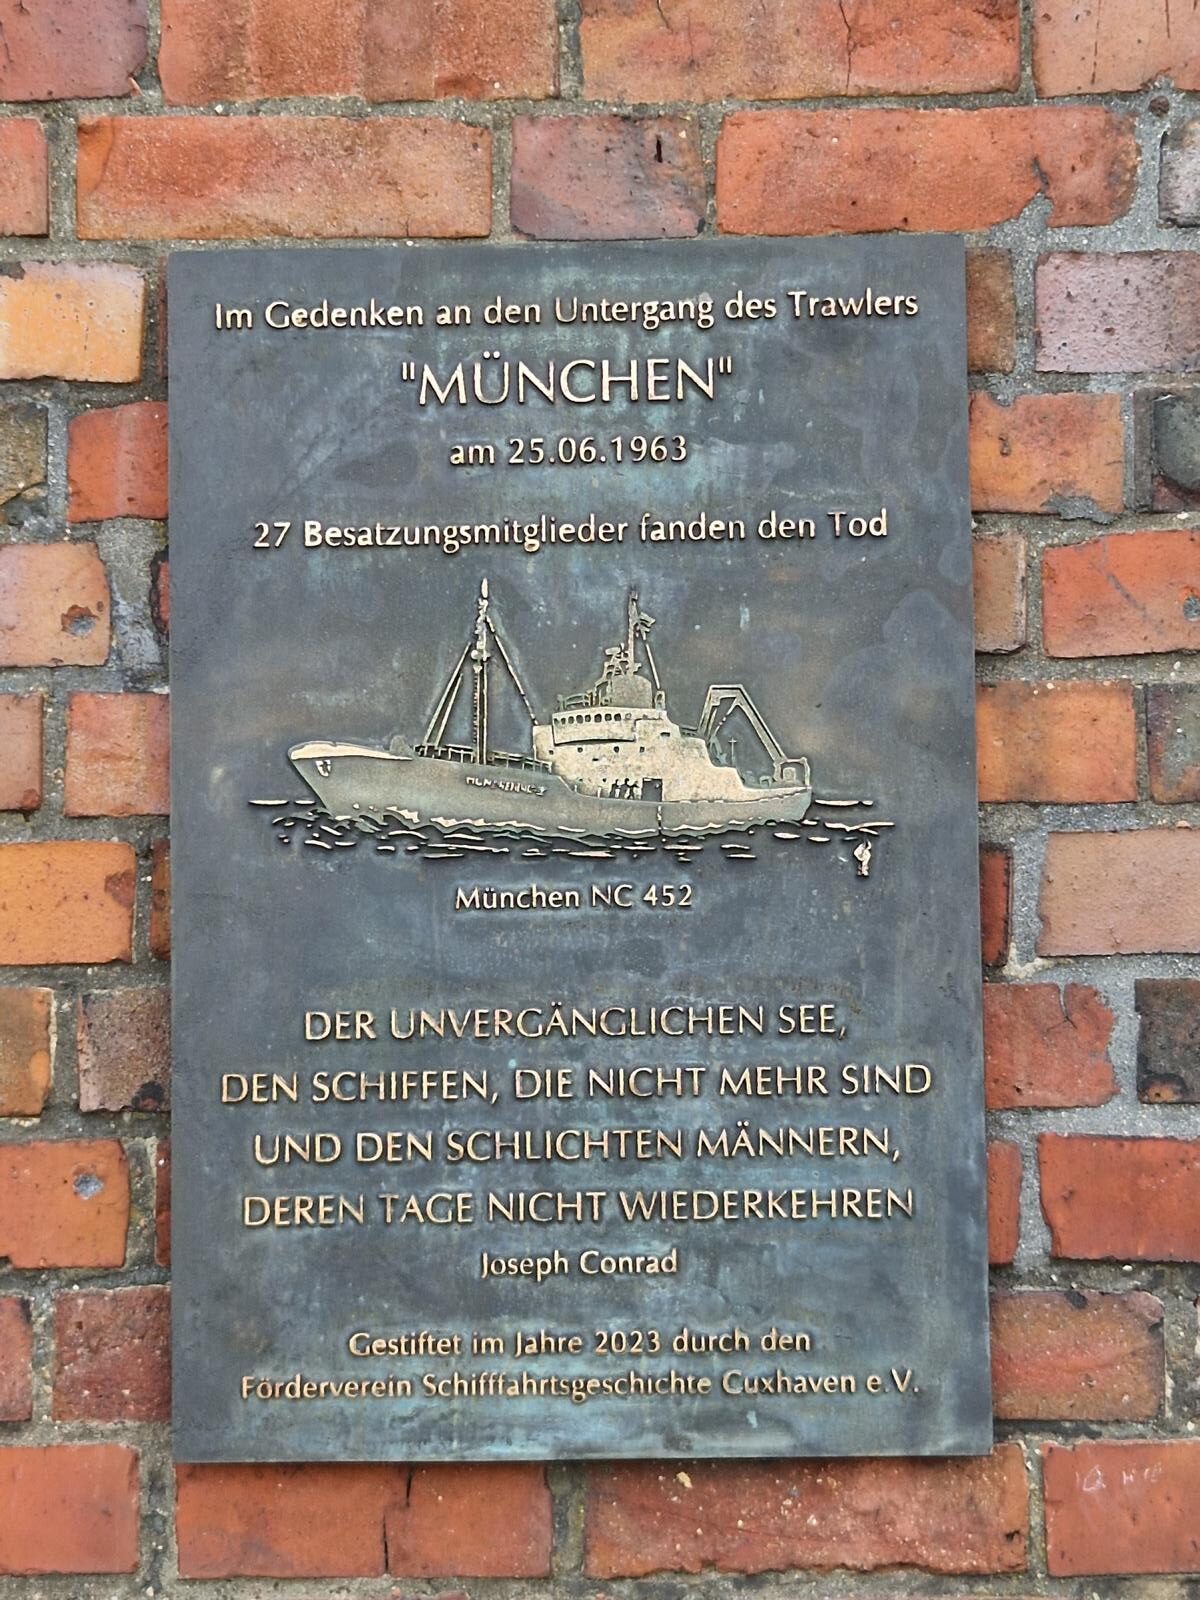 Im Gedenken an den Untergang des Trawlers
"MÜNCHEN"
am 25.06.1963
27 Besatzungsmitglieder fanden den Tod
München NC 452
DER UNVERGÄNGLICHEN SEE,
DEN SCHIFFEN, DIE NICHT MEHR SIND
UND DEN SCHLICHTEN MÄNNERN,
DEREN TAGE NICHT WIEDERKEHREN
Joseph Conrad
Gestiftet im Jahre 2023 durch den
Förderverein Schifffahrtsgeschichte Cuxhaven e.V.